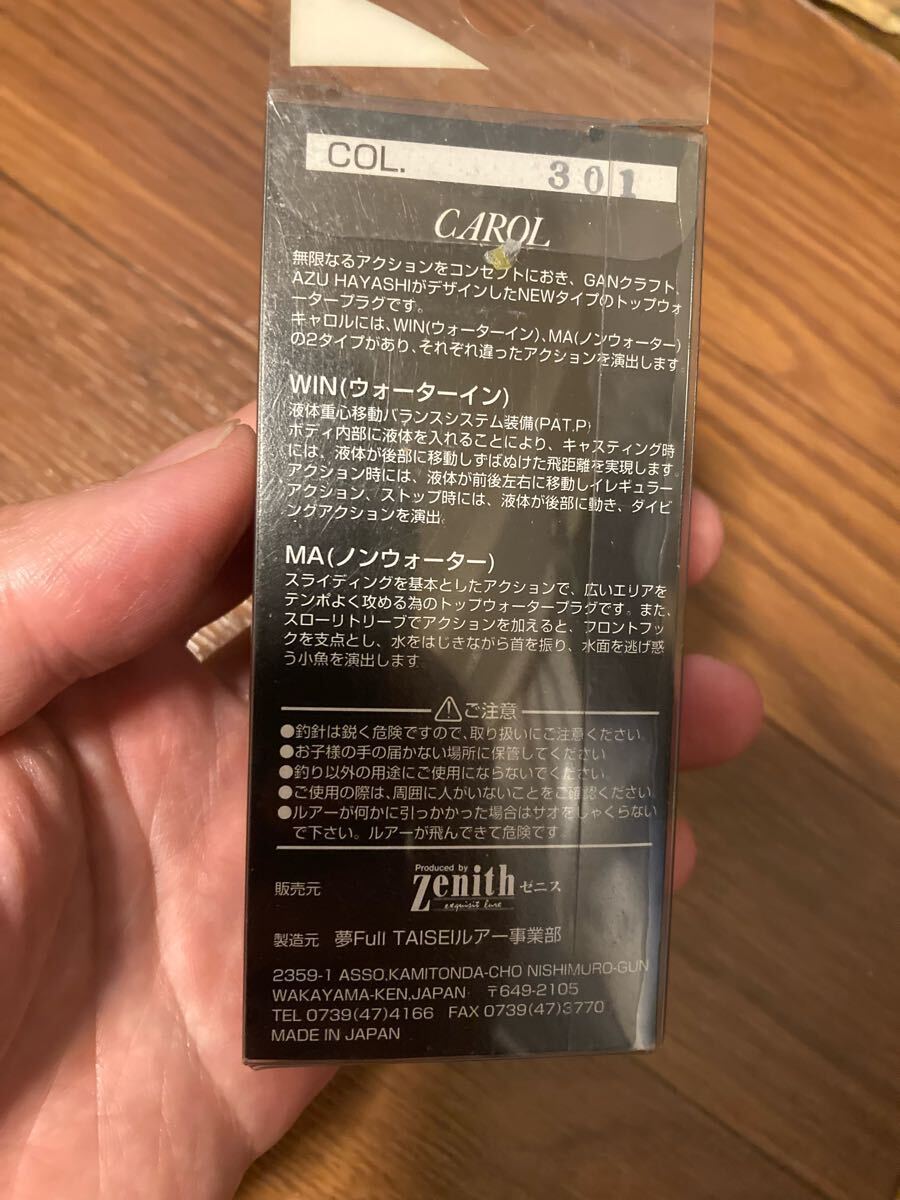 COL. 301
CAROL
無限なるアクションをコンセプトにおき、GANクラフト、
AZU HAYASHIがデザインしたNEWタイプのトップウォ
ータープラグです。
キャロルには、WIN(ウォーターイン)、MA(ノンウォーター)
の2タイプがあり、それぞれ違ったアクションを演出します
WIN(ウォーターイン)
液体重心移動バランスシステム装備(PAT.P)
ボディ内部に液体を入れることにより、キャスティング時
には、液体が後部に移動しずばぬけた飛距離を実現します。
アクション時には、液体が前後左右に移動しイレギュラー
アクション、ストップ時には、液体が後部に動き、ダイビ
ングアクションを演出。
MA(ノンウォーター)
スライディングを基本としたアクションで、広いエリアを
テンポよく攻める為のトップウォータープラグです。また、
スローリトリーブでアクションを加えると、フロントフッ
クを支点とし、水をはじきながら首を振り、水面を逃げ惑
う小魚を演出します。
ご注意
●釣針は鋭く危険ですので、取り扱いにご注意ください。
●お子様の手の届かない場所に保管してください
●釣り以外の用途にご使用にならないでください。
●ご使用の際は、周囲に人がいないことをご確認ください。
●ルアーが何かに引っかかった場合はサオをしゃくらない
で下さい。ルアーが飛んできて危険です。
Produced by
販売元 Zenith ゼニス
exquisit lure
製造元 夢Full TAISEIルアー事業部
2359-1 ASSO,KAMITONDA-CHO NISHIMURO-GUN
WAKAYAMA-KEN,JAPAN 〒649-2105
TEL 0739(47)4166 FAX 0739(47)3770
MADE IN JAPAN